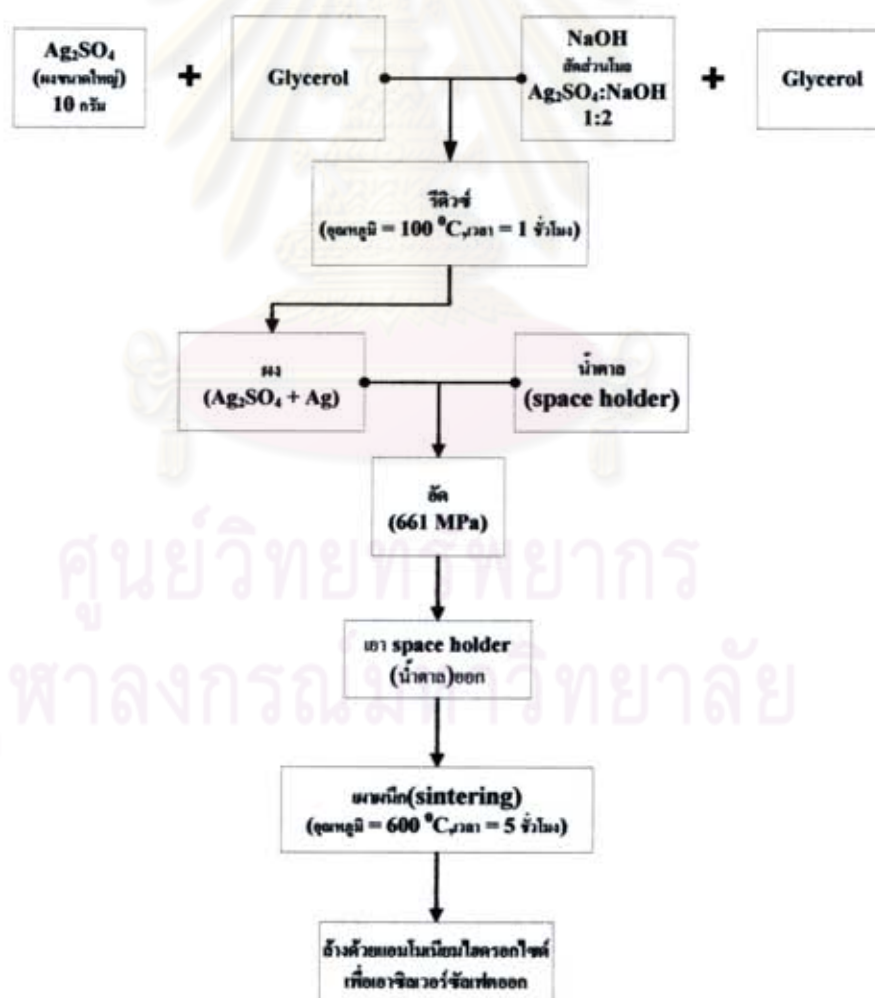 Ag₂SO₄
(ผงขนาดใหญ่)
10 กรัม
+
Glycerol
NaOH
สัดส่วนโมล
Ag₂SO₄:NaOH
1:2
+
Glycerol
รีดิวซ์
(อุณหภูมิ = 100 ⁰C,เวลา = 1 ชั่วโมง)
ผง
(Ag₂SO₄ + Ag)
น้ำตาล
(space holder)
อัด
(661 MPa)
เอา space holder
(น้ำตาล)ออก
เผาผนึก(sintering)
(อุณหภูมิ = 600 ⁰C,เวลา = 5 ชั่วโมง)
ล้างด้วยแอมโมเนียมไฮดรอกไซด์
เพื่อเอาซิลเวอร์ซัลเฟตออก
ศูนย์วิทยทรัพยากร
จุฬาลงกรณ์มหาวิทยาลัย